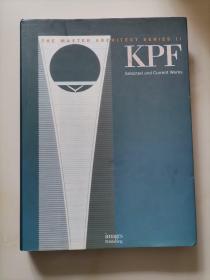 THE MASTER ARCHITECT SERIES II
KPF
Selected and Current Works
images
Publishing